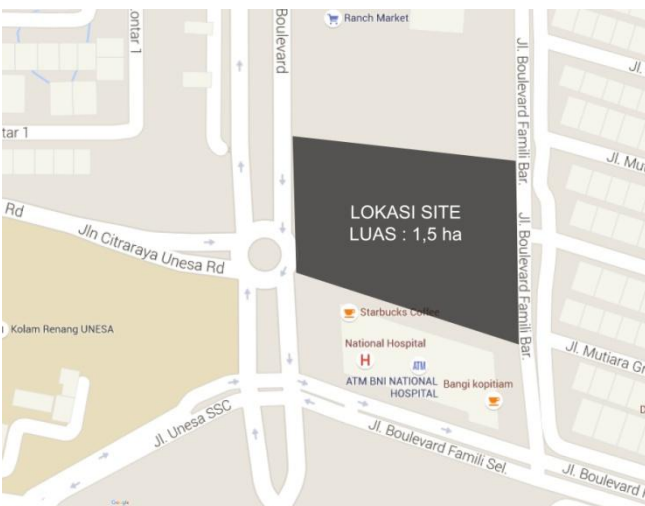 Ranch Market
Boulevard
ontar 1
tar 1
Jl. Boulevard Famili Bar.
Jl.
Jl. Mu
LOKASI SITE
LUAS : 1,5 ha
Rd
Jln Citraraya Unesa Rd
Jl. Boulevard Famili Bar.
Kolam Renang UNESA
Starbucks Coffee
National Hospital
H
ATM
ATM BNI NATIONAL
HOSPITAL
Bangi kopitiam
Jl. Mutiara Gr
D
Jl. Unesa SSC
Jl. Boulevard Famili Sel.
Jl. Boulevard F
Google